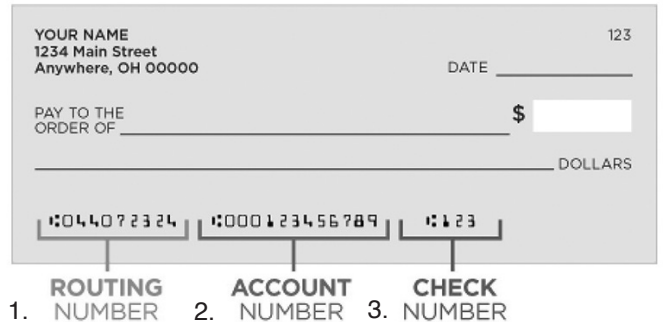 YOUR NAME 123
1234 Main Street
Anywhere, OH 00000
DATE
PAY TO THE
ORDER OF $
DOLLARS
⑆044072324 ⑆000123456789 ⑆123
ROUTING ACCOUNT CHECK
1. NUMBER 2. NUMBER 3. NUMBER